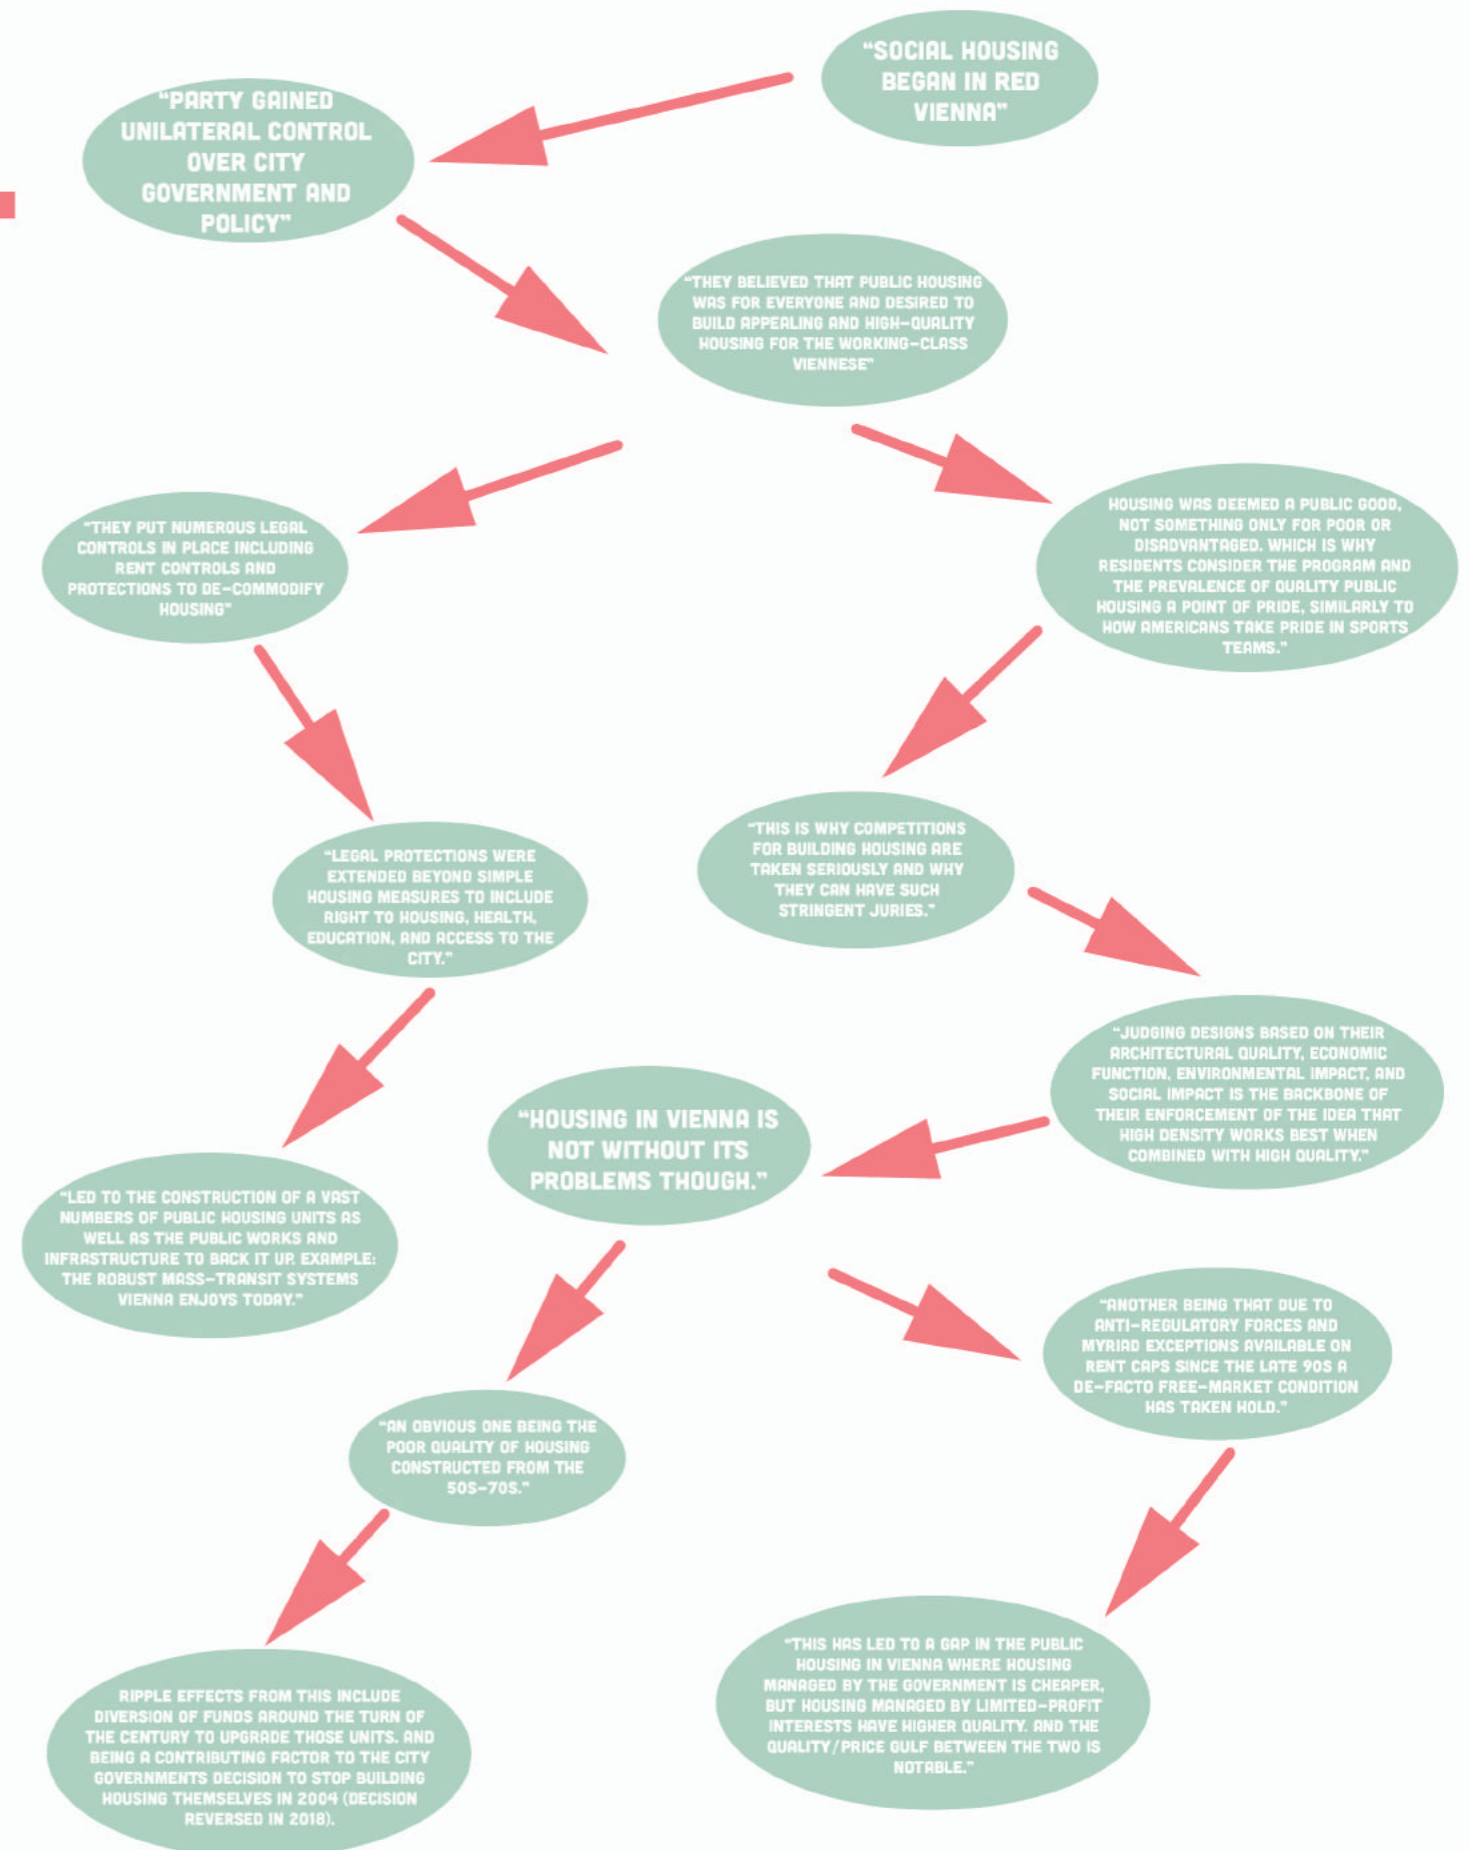 “SOCIAL HOUSING
BEGAN IN RED
VIENNA”
“PARTY GAINED
UNILATERAL CONTROL
OVER CITY
GOVERNMENT AND
POLICY”
“THEY BELIEVED THAT PUBLIC HOUSING
WAS FOR EVERYONE AND DESIRED TO
BUILD APPEALING AND HIGH-QUALITY
HOUSING FOR THE WORKING-CLASS
VIENNESE”
“THEY PUT NUMEROUS LEGAL
CONTROLS IN PLACE INCLUDING
RENT CONTROLS AND
PROTECTIONS TO DE-COMMODIFY
HOUSING”
HOUSING WAS DEEMED A PUBLIC GOOD,
NOT SOMETHING ONLY FOR POOR OR
DISADVANTAGED. WHICH IS WHY
RESIDENTS CONSIDER THE PROGRAM AND
THE PREVALENCE OF QUALITY PUBLIC
HOUSING A POINT OF PRIDE, SIMILARLY TO
HOW AMERICANS TAKE PRIDE IN SPORTS
TEAMS.”
“LEGAL PROTECTIONS WERE
EXTENDED BEYOND SIMPLE
HOUSING MEASURES TO INCLUDE
RIGHT TO HOUSING, HEALTH,
EDUCATION, AND ACCESS TO THE
CITY.”
“THIS IS WHY COMPETITIONS
FOR BUILDING HOUSING ARE
TAKEN SERIOUSLY AND WHY
THEY CAN HAVE SUCH
STRINGENT JURIES.”
“JUDGING DESIGNS BASED ON THEIR
ARCHITECTURAL QUALITY, ECONOMIC
FUNCTION, ENVIRONMENTAL IMPACT, AND
SOCIAL IMPACT IS THE BACKBONE OF
THEIR ENFORCEMENT OF THE IDEA THAT
HIGH DENSITY WORKS BEST WHEN
COMBINED WITH HIGH QUALITY.”
“LED TO THE CONSTRUCTION OF A VAST
NUMBERS OF PUBLIC HOUSING UNITS AS
WELL AS THE PUBLIC WORKS AND
INFRASTRUCTURE TO BACK IT UP. EXAMPLE:
THE ROBUST MASS-TRANSIT SYSTEMS
VIENNA ENJOYS TODAY.”
“HOUSING IN VIENNA IS
NOT WITHOUT ITS
PROBLEMS THOUGH.”
“ANOTHER BEING THAT DUE TO
ANTI-REGULATORY FORCES AND
MYRIAD EXCEPTIONS AVAILABLE ON
RENT CAPS SINCE THE LATE 90S A
DE-FACTO FREE-MARKET CONDITION
HAS TAKEN HOLD.”
“AN OBVIOUS ONE BEING THE
POOR QUALITY OF HOUSING
CONSTRUCTED FROM THE
50S-70S.”
“THIS HAS LED TO A GAP IN THE PUBLIC
HOUSING IN VIENNA WHERE HOUSING
MANAGED BY THE GOVERNMENT IS CHEAPER,
BUT HOUSING MANAGED BY LIMITED-PROFIT
INTERESTS HAVE HIGHER QUALITY. AND THE
QUALITY/PRICE GULF BETWEEN THE TWO IS
NOTABLE.”
RIPPLE EFFECTS FROM THIS INCLUDE
DIVERSION OF FUNDS AROUND THE TURN OF
THE CENTURY TO UPGRADE THOSE UNITS. AND
BEING A CONTRIBUTING FACTOR TO THE CITY
GOVERNMENTS DECISION TO STOP BUILDING
HOUSING THEMSELVES IN 2004 (DECISION
REVERSED IN 2018).